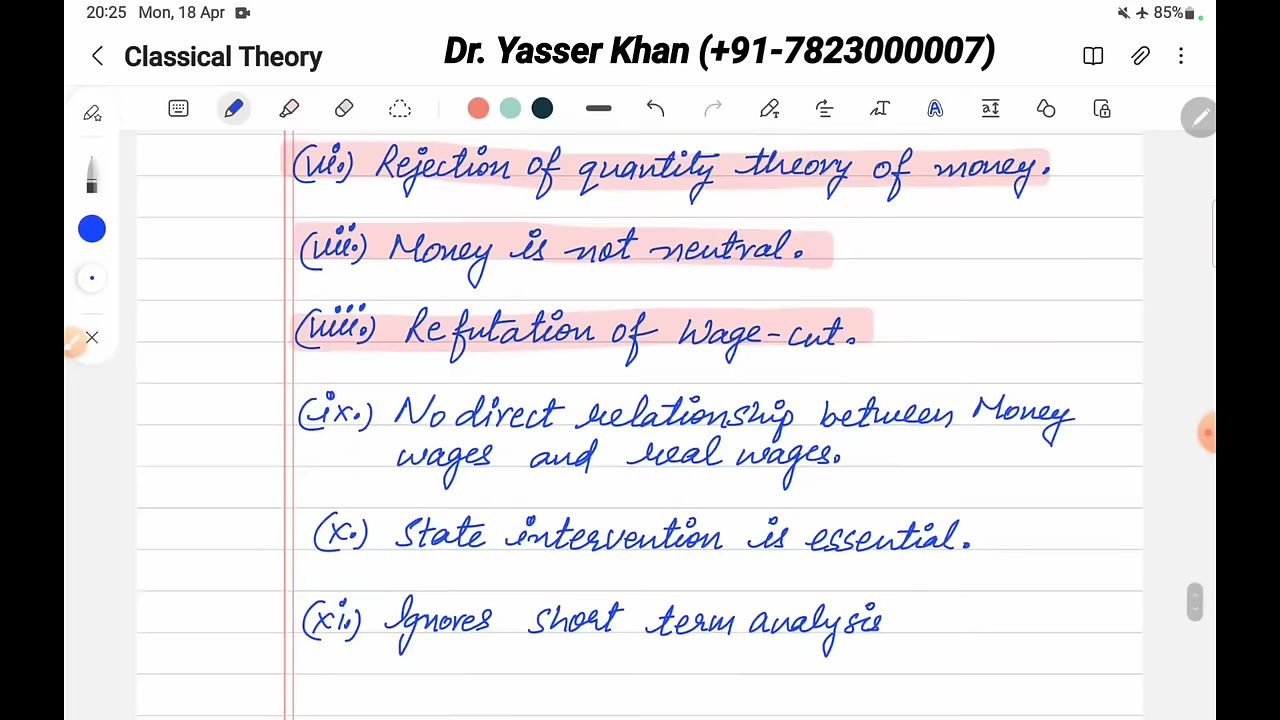 20:25 Mon, 18 Apr
85%
Classical Theory
Dr. Yasser Khan (+91-7823000007)
(vi.) Rejection of quantity theory of money.
(vii.) Money is not neutral.
(viii.) Refutation of Wage-cut.
(ix.) No direct relationship between Money
wages and real wages.
(x.) State intervention is essential.
(xi.) Ignores short term analysis